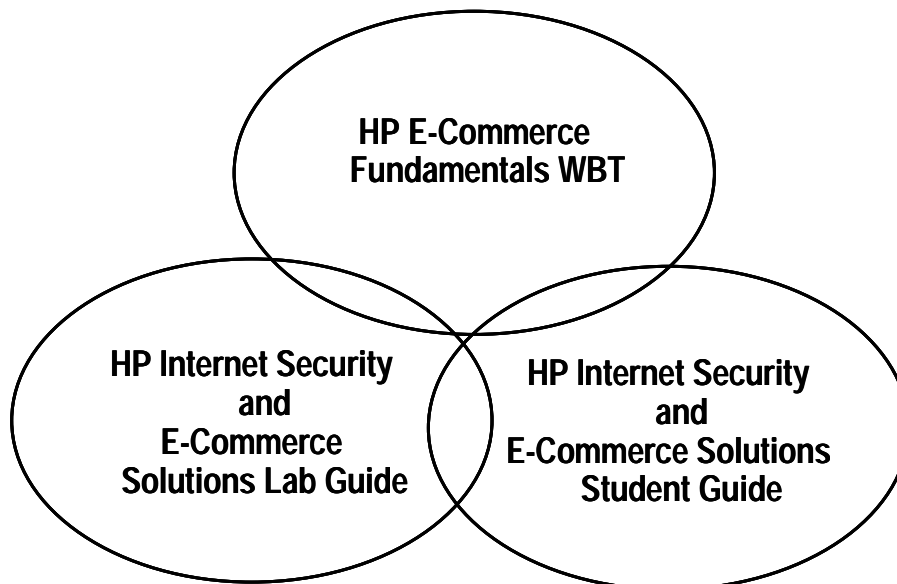 HP E-Commerce
Fundamentals WBT
HP Internet Security
and
E-Commerce
Solutions Lab Guide
HP Internet Security
and
E-Commerce Solutions
Student Guide